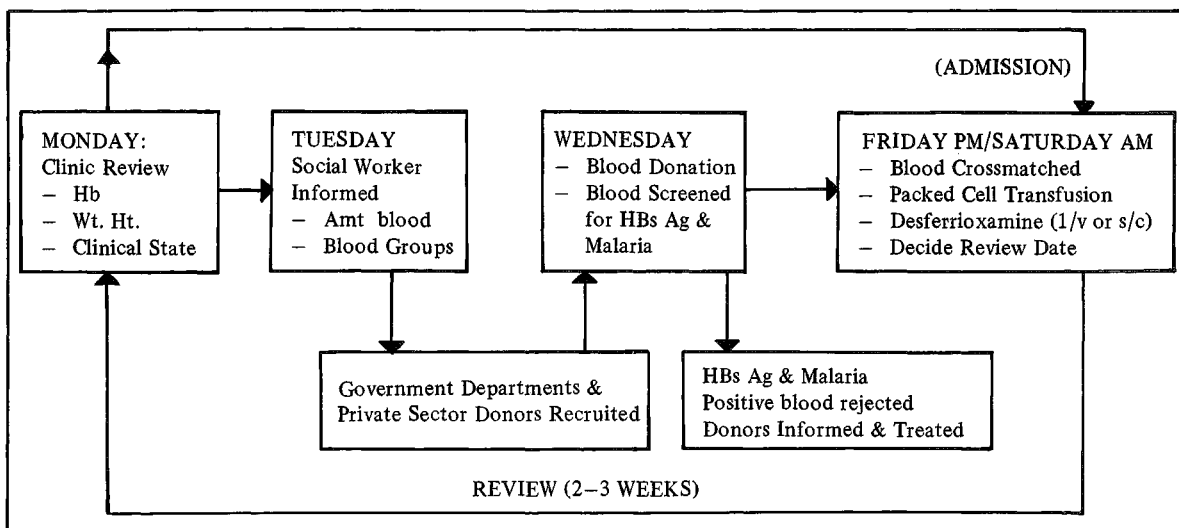 (ADMISSION)
MONDAY:
Clinic Review
– Hb
– Wt. Ht.
– Clinical State
TUESDAY
Social Worker
Informed
– Amt blood
– Blood Groups
WEDNESDAY
– Blood Donation
– Blood Screened
for HBs Ag &
Malaria
FRIDAY PM/SATURDAY AM
– Blood Crossmatched
– Packed Cell Transfusion
– Desferrioxamine (1/v or s/c)
– Decide Review Date
Government Departments &
Private Sector Donors Recruited
HBs Ag & Malaria
Positive blood rejected
Donors Informed & Treated
REVIEW (2–3 WEEKS)